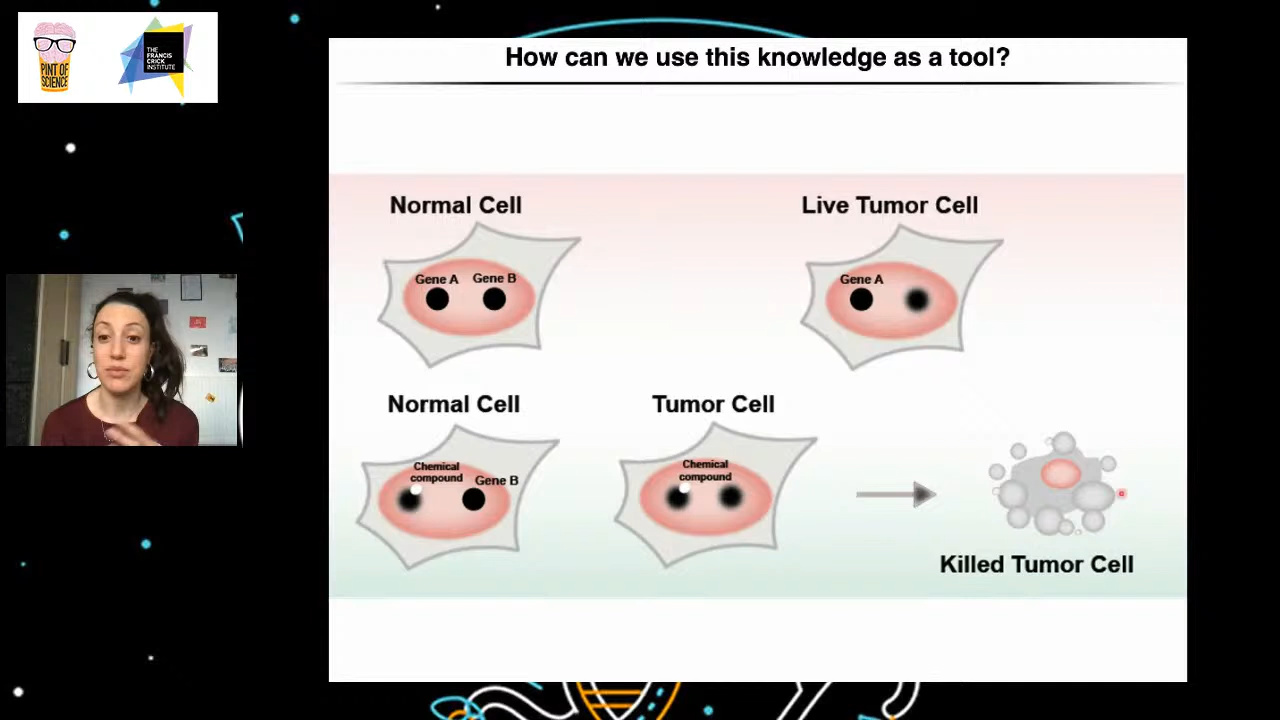 PINT OF
SCIENCE
THE
FRANCIS
CRICK
INSTITUTE
How can we use this knowledge as a tool?
Normal Cell
Live Tumor Cell
Gene A
Gene B
Gene A
Normal Cell
Tumor Cell
Chemical
compound
Gene B
Chemical
compound
Killed Tumor Cell